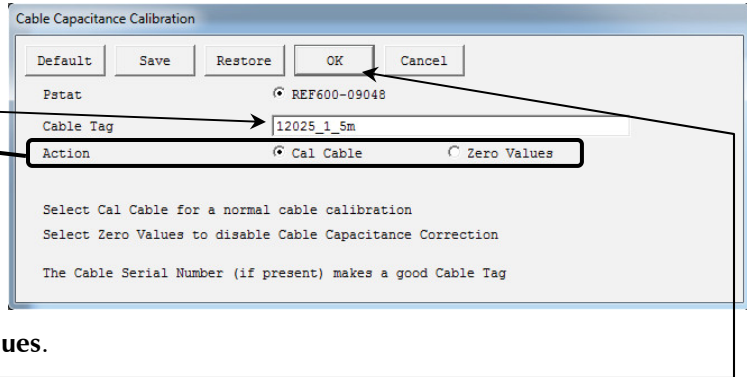 Cable Capacitance Calibration
Default Save Restore OK Cancel
Pstat REF600-09048
Cable Tag 12025_1_5m
Action Cal Cable Zero Values
Select Cal Cable for a normal cable calibration
Select Zero Values to disable Cable Capacitance Correction
The Cable Serial Number (if present) makes a good Cable Tag
ues.